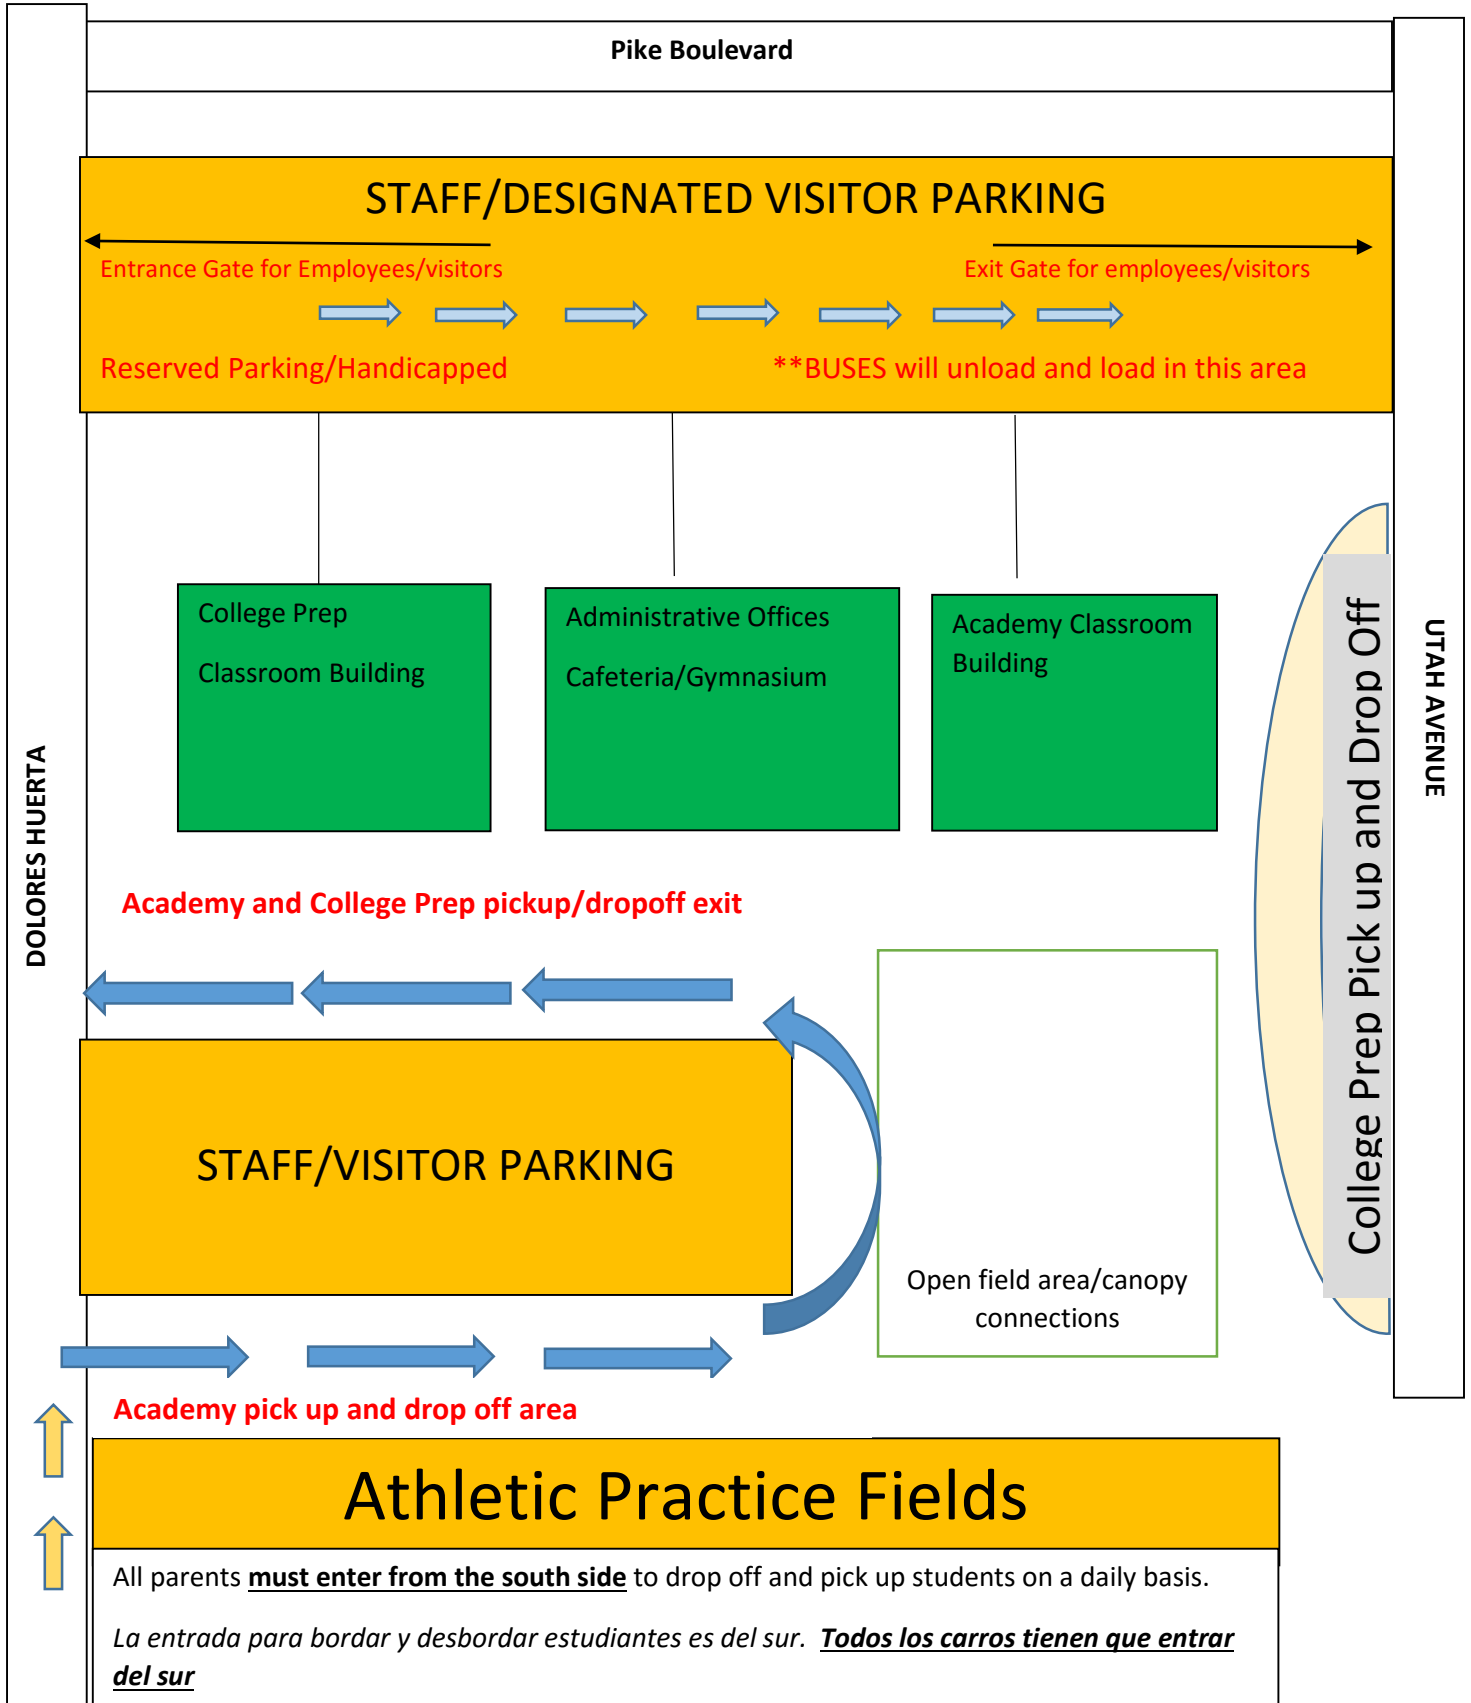 Pike Boulevard
STAFF/DESIGNATED VISITOR PARKING
Entrance Gate for Employees/visitors
Exit Gate for employees/visitors
Reserved Parking/Handicapped
**BUSES will unload and load in this area
College Prep
Classroom Building
Administrative Offices
Cafeteria/Gymnasium
Academy Classroom
Building
College Prep Pick up and Drop Off
UTAH AVENUE
DOLORES HUERTA
Academy and College Prep pickup/dropoff exit
STAFF/VISITOR PARKING
Open field area/canopy
connections
Academy pick up and drop off area
Athletic Practice Fields
All parents must enter from the south side to drop off and pick up students on a daily basis.
La entrada para bordar y desbordar estudiantes es del sur. Todos los carros tienen que entrar
del sur